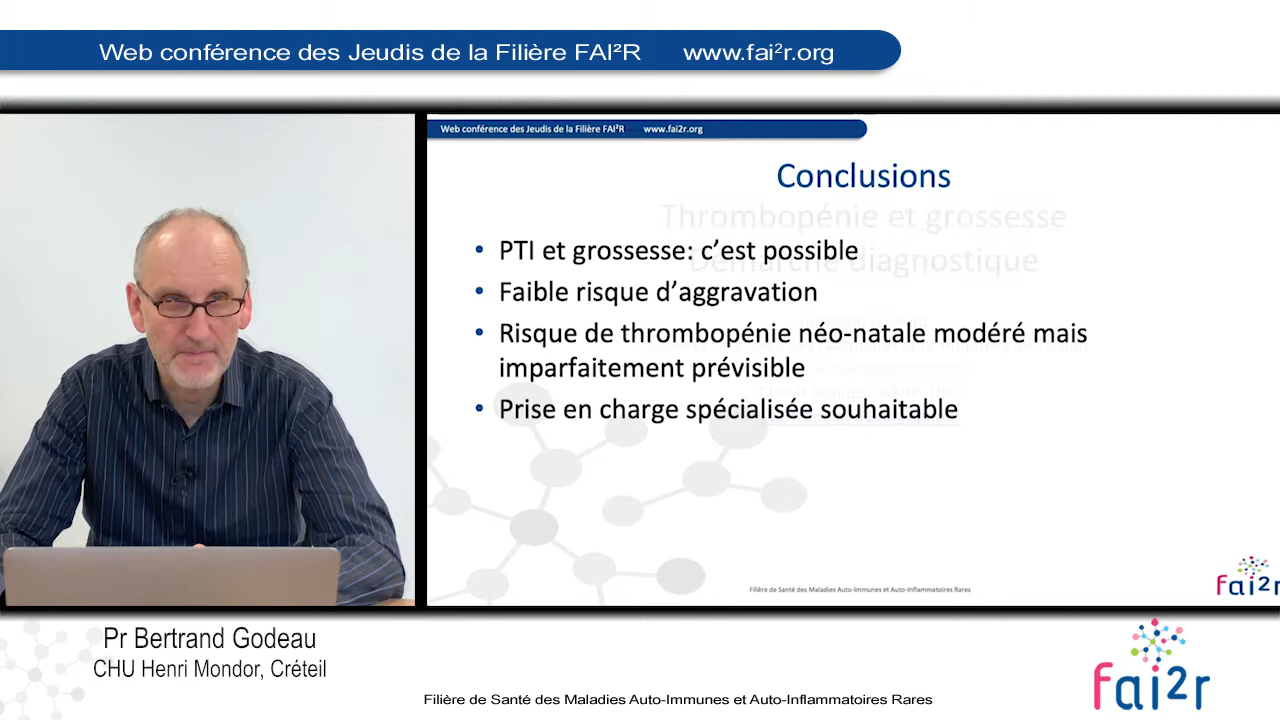 Web conférence des Jeudis de la Filière FAI²R www.fai²r.org
Web conférence des Jeudis de la Filière FAI²R www.fai2r.org
Conclusions
Thrombopénie et grossesse
Démarche diagnostique
• PTI et grossesse: c’est possible
• Faible risque d’aggravation
• Risque de thrombopénie néo-natale modéré mais
imparfaitement prévisible
• Prise en charge spécialisée souhaitable
Filière de Santé des Maladies Auto-Immunes et Auto-Inflammatoires Rares
fai2r
Pr Bertrand Godeau
CHU Henri Mondor, Créteil
fai2r
Filière de Santé des Maladies Auto-Immunes et Auto-Inflammatoires Rares